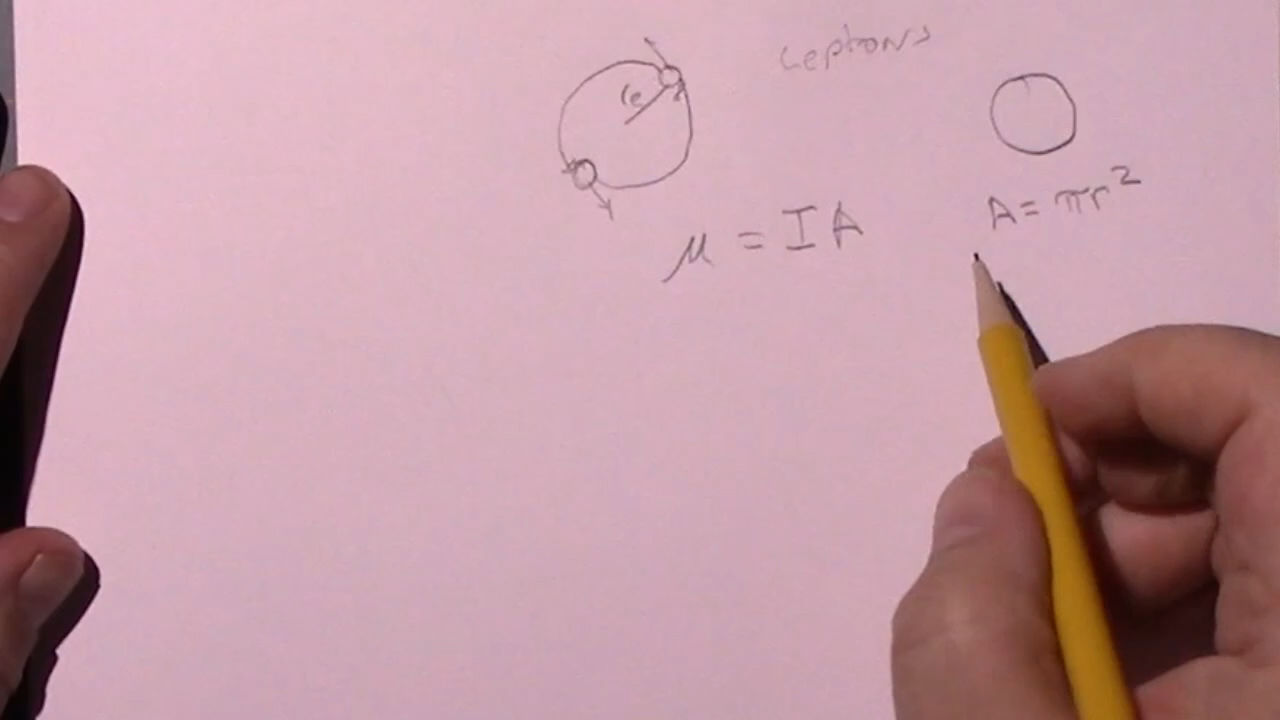 Leptons
A = πr²
μ = IA